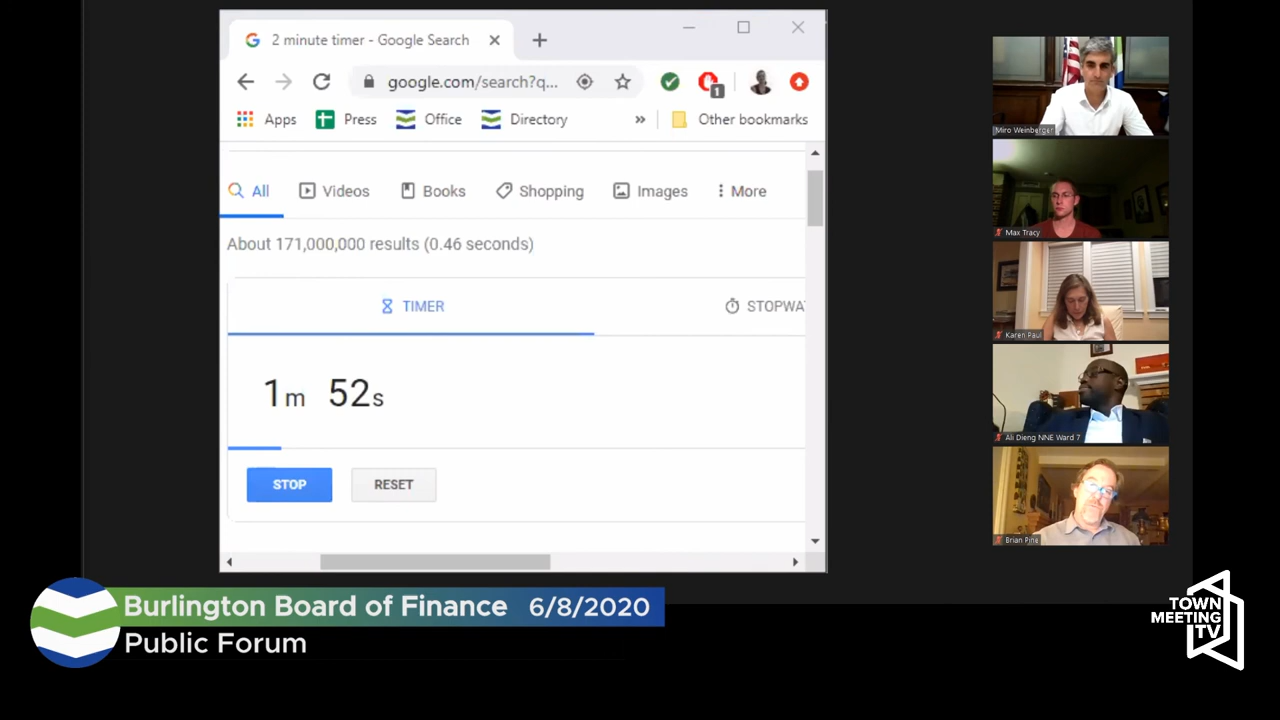 2 minute timer - Google Search
google.com/search?q...
1
Apps Press Office Directory » Other bookmarks
All Videos Books Shopping Images More
About 171,000,000 results (0.46 seconds)
TIMER STOPWA
1m 52s
STOP RESET
Miro Weinberger
Max Tracy
Karen Paul
Ali Dieng NNE Ward 7
Brian Pine
Burlington Board of Finance 6/8/2020
Public Forum
TOWN
MEETING
TV